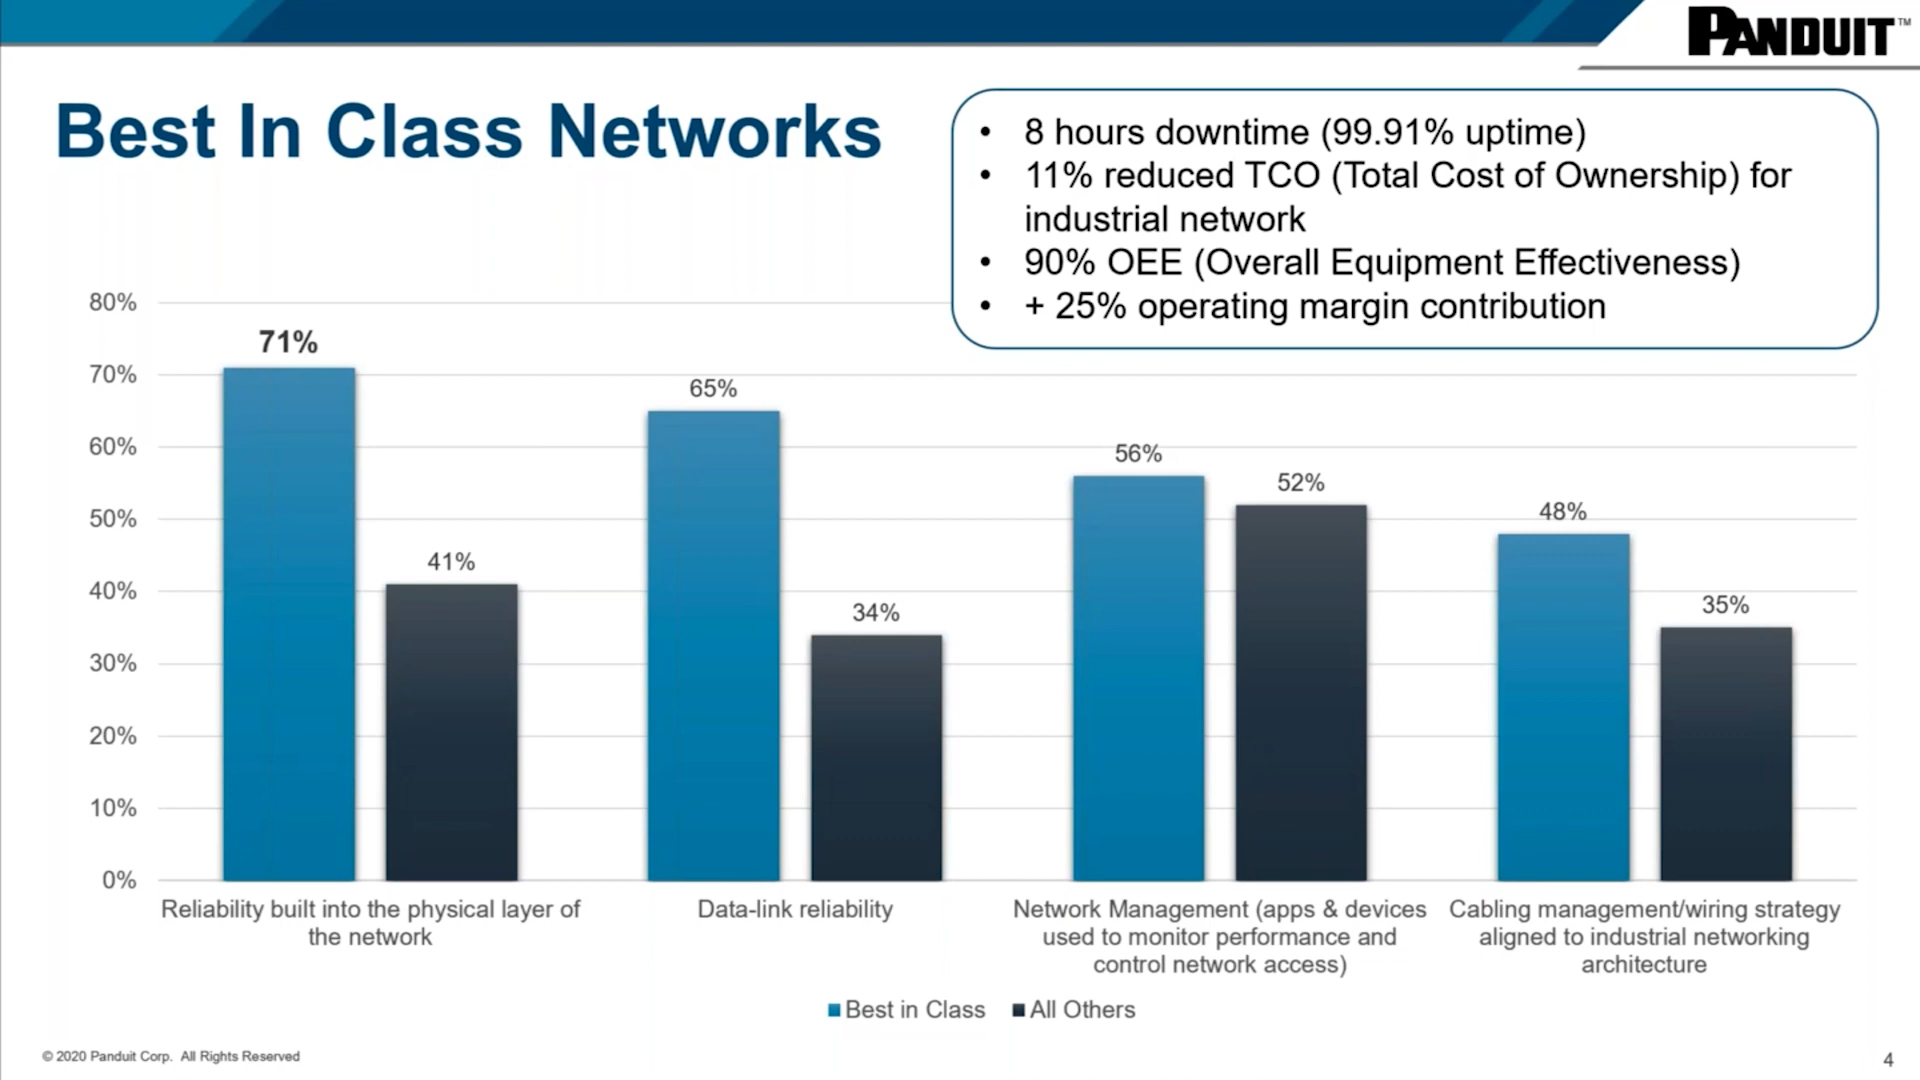 PANDUIT™
Best In Class Networks
• 8 hours downtime (99.91% uptime)
• 11% reduced TCO (Total Cost of Ownership) for
industrial network
• 90% OEE (Overall Equipment Effectiveness)
• + 25% operating margin contribution
80%
70%
60%
50%
40%
30%
20%
10%
0%
71%
41%
65%
34%
56%
52%
48%
35%
Reliability built into the physical layer of
the network
Data-link reliability
Network Management (apps & devices
used to monitor performance and
control network access)
Cabling management/wiring strategy
aligned to industrial networking
architecture
Best in Class
All Others
© 2020 Panduit Corp. All Rights Reserved
4